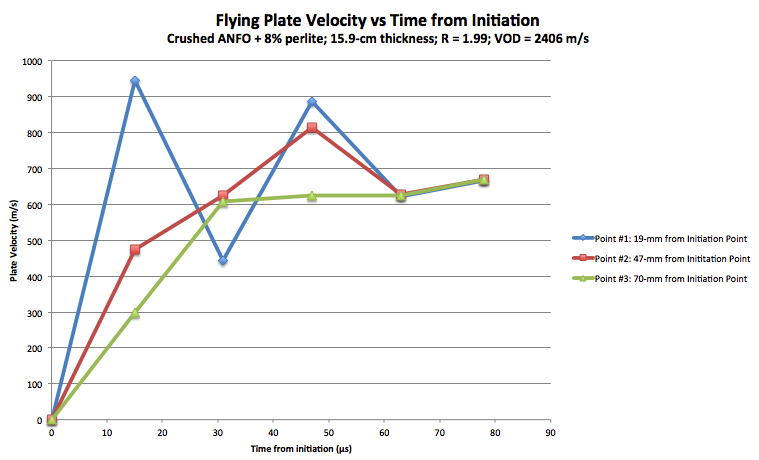 Flying Plate Velocity vs Time from Initiation
Crushed ANFO + 8% perlite; 15.9-cm thickness; R = 1.99; VOD = 2406 m/s
1000
900
800
700
600
500
400
300
200
100
0
Plate Velocity (m/s)
0 10 20 30 40 50 60 70 80 90
Time from initiation (µs)
Point #1: 19-mm from Initiation Point
Point #2: 47-mm from Inititation Point
Point #3: 70-mm from Initiation Point